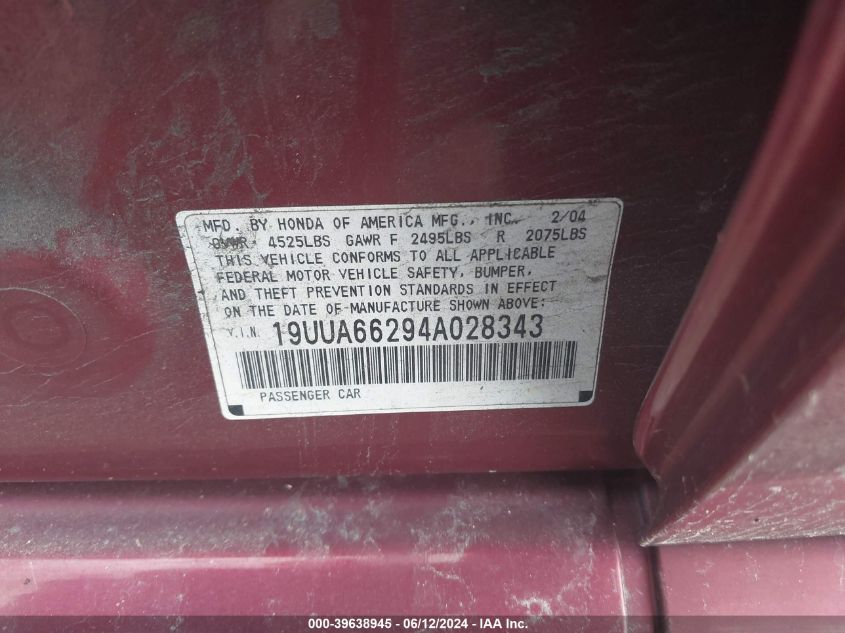 MFD. BY HONDA OF AMERICA MFG., INC. 2/04
GVWR 4525LBS GAWR F 2495LBS R 2075LBS
THIS VEHICLE CONFORMS TO ALL APPLICABLE
FEDERAL MOTOR VEHICLE SAFETY, BUMPER,
AND THEFT PREVENTION STANDARDS IN EFFECT
ON THE DATE OF MANUFACTURE SHOWN ABOVE:
V.I.N. 19UUA66294A028343
PASSENGER CAR
000-39638945 - 06/12/2024 - IAA Inc.